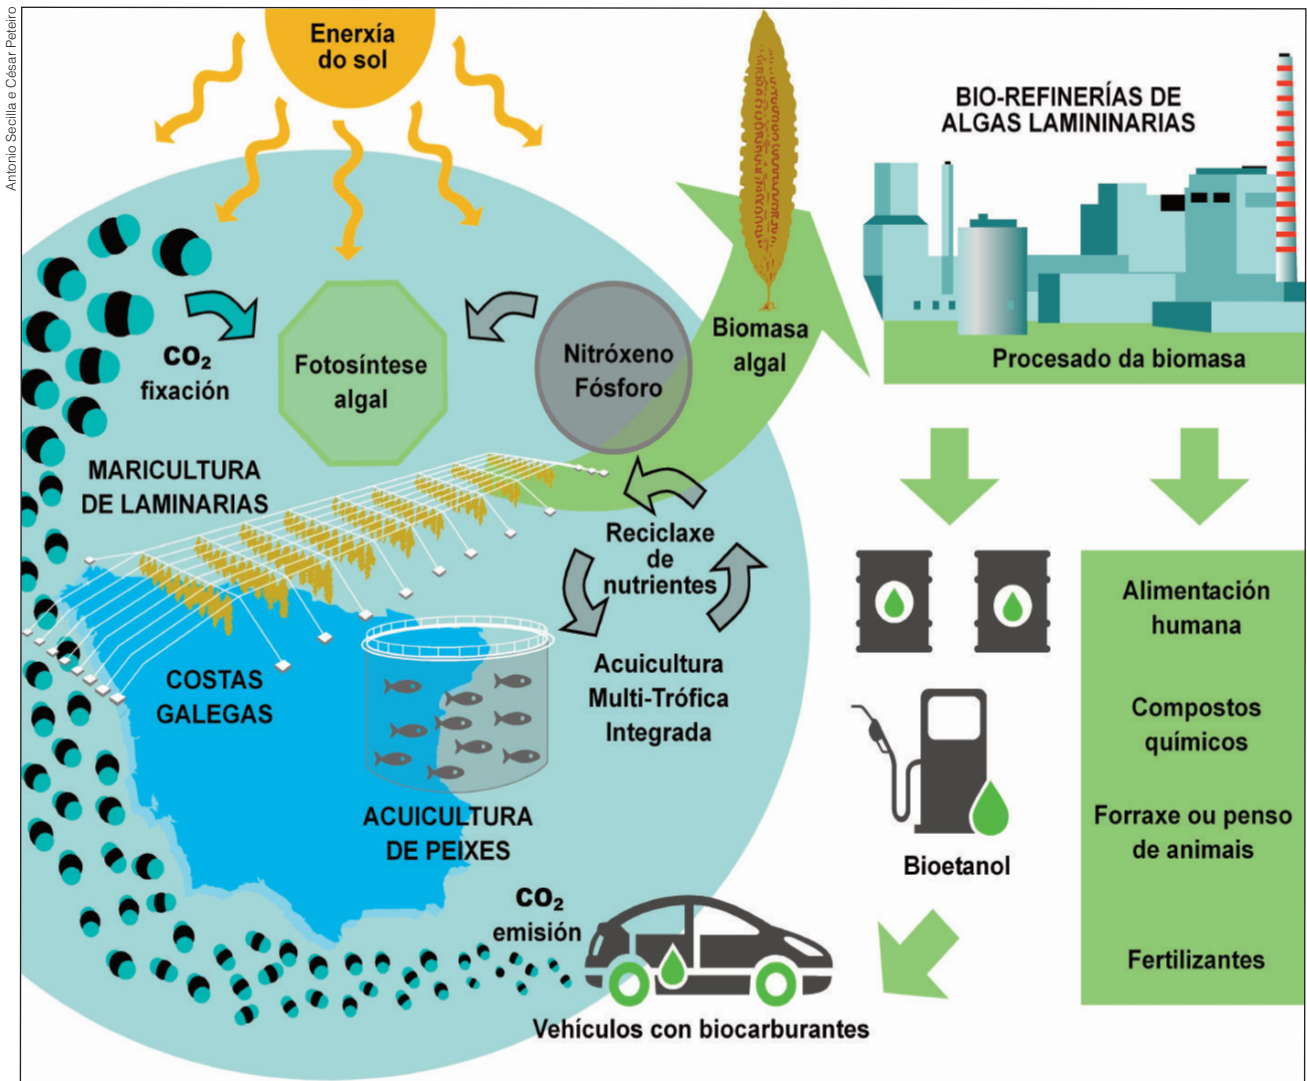 Antonio Secilla e César Peteiro
Enerxía
do sol
BIO-REFINERÍAS DE
ALGAS LAMININARIAS
CO₂
fixación
Fotosíntese
algal
Nitróxeno
Fósforo
Biomasa
algal
Procesado da biomasa
MARICULTURA
DE LAMINARIAS
Reciclaxe
de
nutrientes
COSTAS
GALEGAS
Acuicultura
Multi-Trófica
Integrada
ACUICULTURA
DE PEIXES
Alimentación
humana
Compostos
químicos
Forraxe ou penso
de animais
Fertilizantes
Bioetanol
CO₂
emisión
Vehículos con biocarburantes